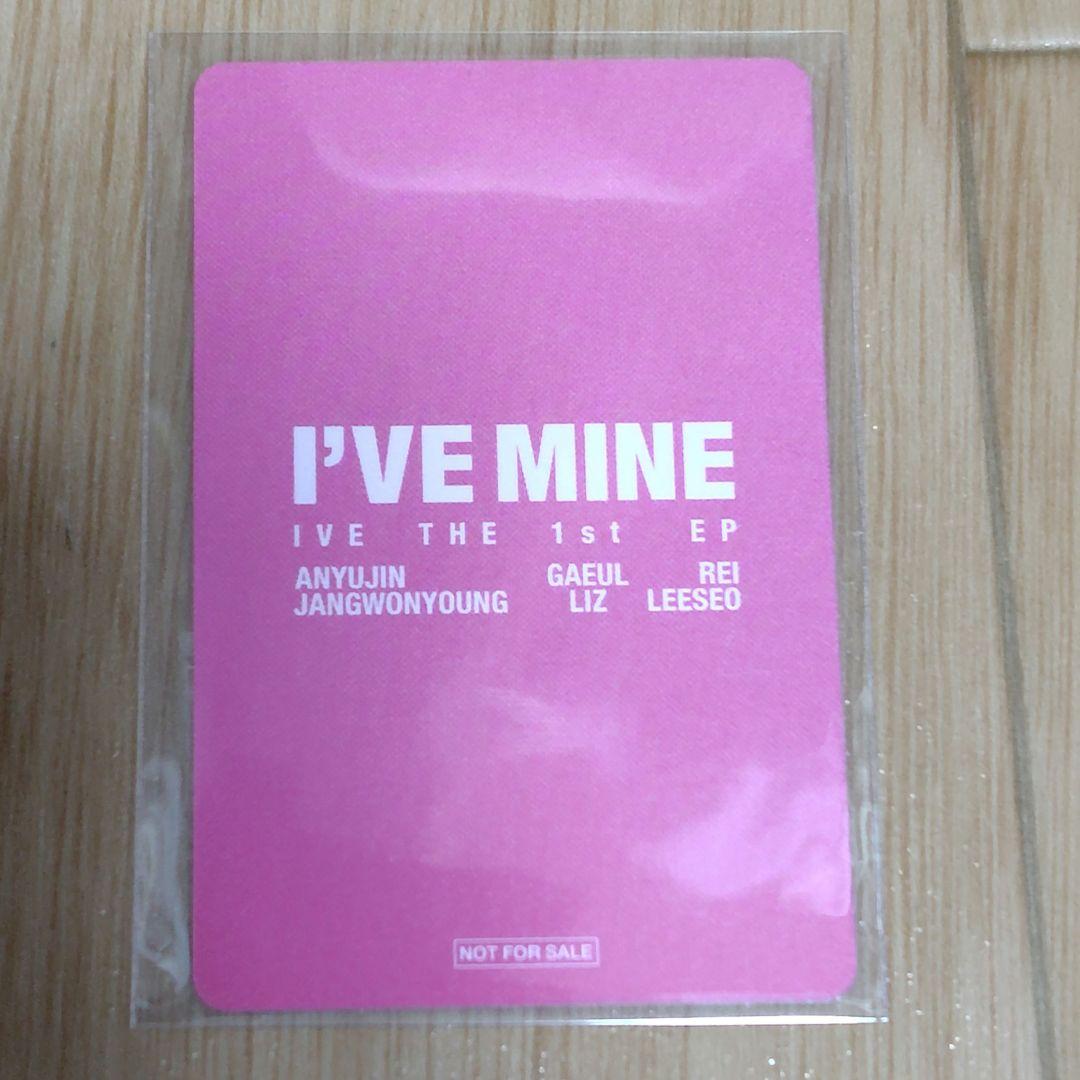 I'VE MINE
IVE THE 1st EP
ANYUJIN GAEUL REI
JANGWONYOUNG LIZ LEESEO
NOT FOR SALE